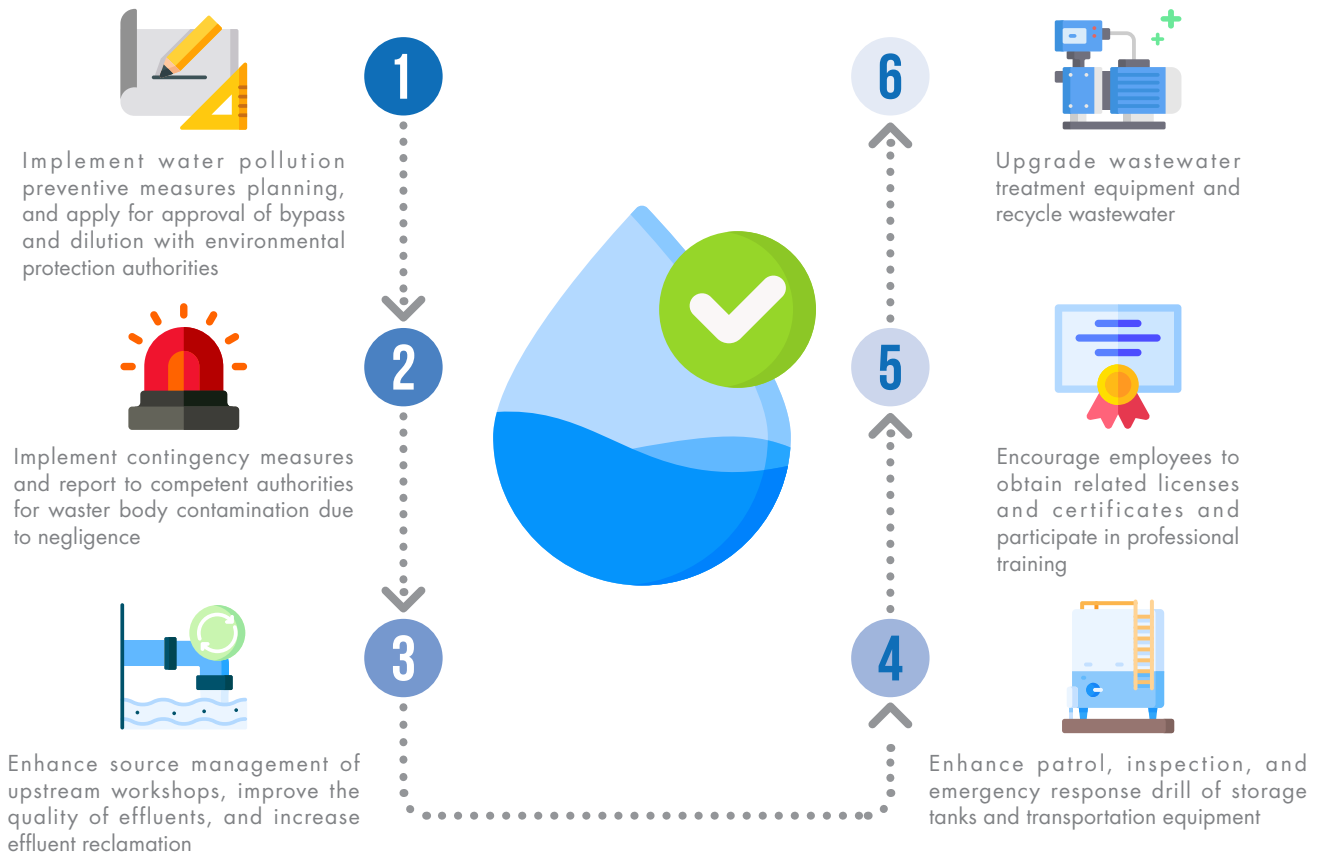 1
Implement water pollution
preventive measures planning,
and apply for approval of bypass
and dilution with environmental
protection authorities
2
Implement contingency measures
and report to competent authorities
for waster body contamination due
to negligence
3
Enhance source management of
upstream workshops, improve the
quality of effluents, and increase
effluent reclamation
4
Enhance patrol, inspection, and
emergency response drill of storage
tanks and transportation equipment
5
Encourage employees to
obtain related licenses
and certificates and
participate in professional
training
6
Upgrade wastewater
treatment equipment and
recycle wastewater